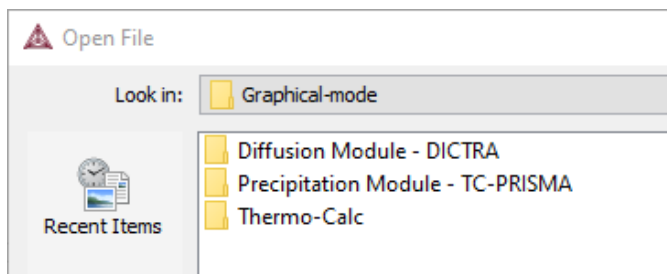 Open File
Look in:
Graphical-mode
Recent Items
Diffusion Module - DICTRA
Precipitation Module - TC-PRISMA
Thermo-Calc